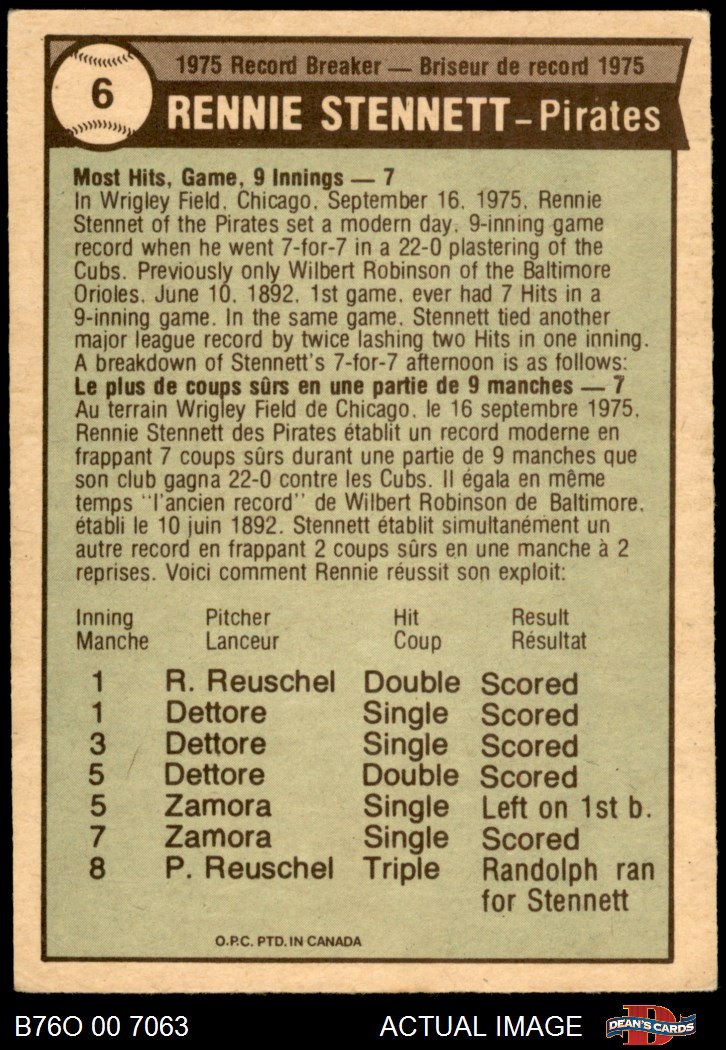 1975 Record Breaker — Briseur de record 1975
6
RENNIE STENNETT – Pirates
Most Hits, Game, 9 Innings — 7
In Wrigley Field, Chicago, September 16, 1975, Rennie
Stennet of the Pirates set a modern day, 9-inning game
record when he went 7-for-7 in a 22-0 plastering of the
Cubs. Previously only Wilbert Robinson of the Baltimore
Orioles, June 10, 1892, 1st game, ever had 7 Hits in a
9-inning game. In the same game, Stennett tied another
major league record by twice lashing two Hits in one inning.
A breakdown of Stennett's 7-for-7 afternoon is as follows:
Le plus de coups sûrs en une partie de 9 manches — 7
Au terrain Wrigley Field de Chicago, le 16 septembre 1975,
Rennie Stennett des Pirates établit un record moderne en
frappant 7 coups sûrs durant une partie de 9 manches que
son club gagna 22-0 contre les Cubs. Il égala en même
temps "l'ancien record" de Wilbert Robinson de Baltimore,
établi le 10 juin 1892. Stennett établit simultanément un
autre record en frappant 2 coups sûrs en une manche à 2
reprises. Voici comment Rennie réussit son exploit:
Inning Pitcher Hit Result
Manche Lanceur Coup Résultat
1 R. Reuschel Double Scored
1 Dettore Single Scored
3 Dettore Single Scored
5 Dettore Double Scored
5 Zamora Single Left on 1st b.
7 Zamora Single Scored
8 P. Reuschel Triple Randolph ran
for Stennett
O.P.C. PTD. IN CANADA
B76O 00 7063 ACTUAL IMAGE DEAN'S CARDS